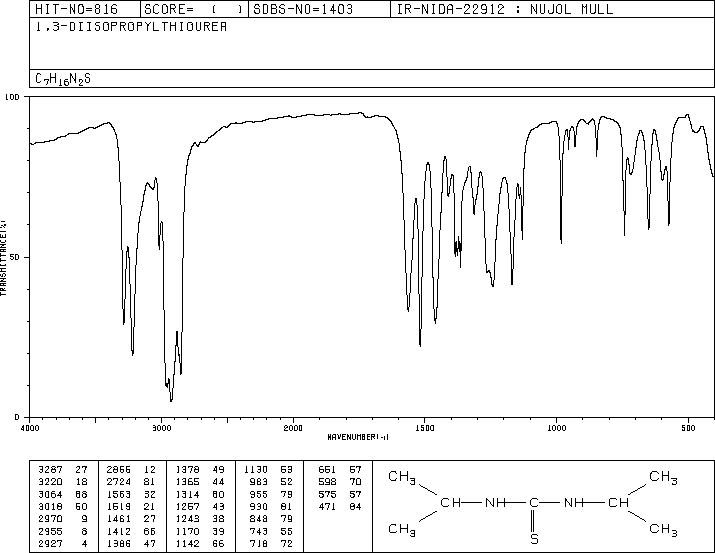 HIT-NO=816 SCORE= ( ) SDBS-NO=1403 IR-NIDA-22912 : NUJOL MULL
1,3-DIISOPROPYLTHIOUREA
C7H16N2S
100
50
0
TRANSMITTANCE(%)
4000 3000 2000 1500 1000 500
WAVENUMBER(-1)
3287 27 2866 12 1378 49 1130 53 651 57
3220 18 2724 81 1365 44 983 52 598 70
3064 68 1563 32 1314 60 955 79 575 57
3018 50 1519 21 1267 43 930 81 471 84
2970 9 1461 27 1243 38 848 79
2955 8 1412 66 1170 39 743 55
2927 4 1386 47 1142 66 718 72
CH3 CH3
CH NH C NH CH
CH3 S CH3